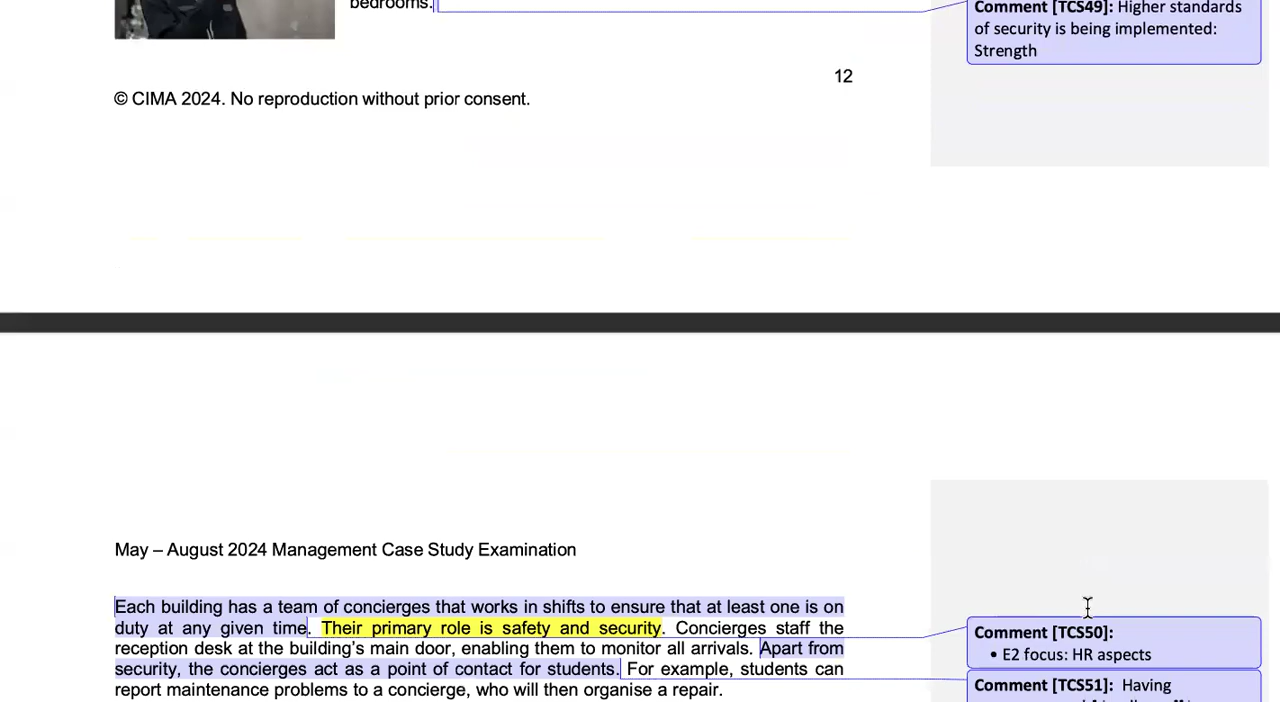 bedrooms.
Comment [TCS49]: Higher standards
of security is being implemented:
Strength
12
© CIMA 2024. No reproduction without prior consent.
May – August 2024 Management Case Study Examination
Each building has a team of concierges that works in shifts to ensure that at least one is on
duty at any given time. Their primary role is safety and security. Concierges staff the
reception desk at the building's main door, enabling them to monitor all arrivals. Apart from
security, the concierges act as a point of contact for students. For example, students can
report maintenance problems to a concierge, who will then organise a repair.
Comment [TCS50]:
• E2 focus: HR aspects
Comment [TCS51]: Having